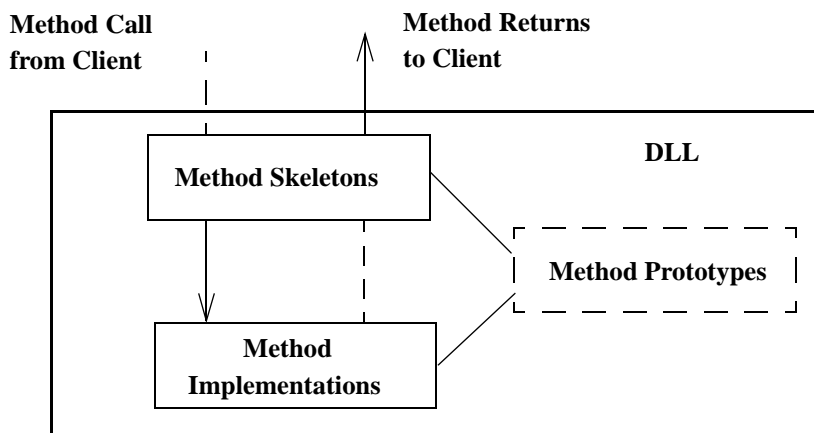 Method Call
from Client
Method Returns
to Client
DLL
Method Skeletons
Method Prototypes
Method
Implementations